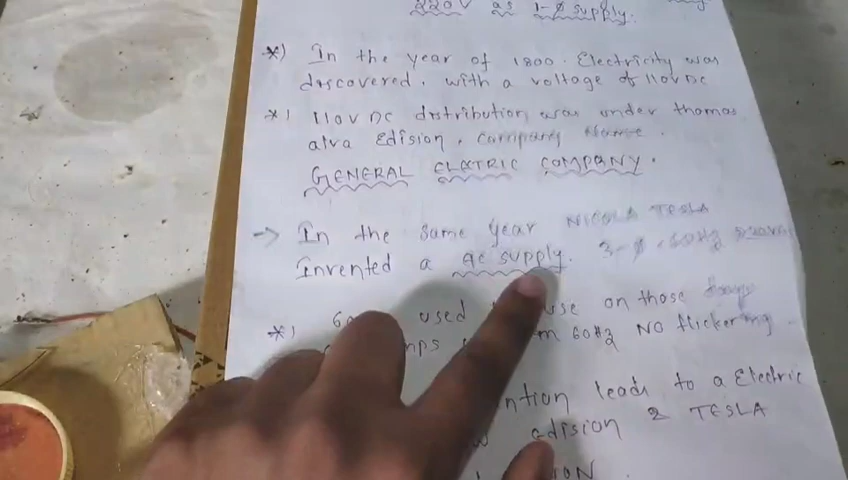 220V as 1-Ø supply.
*) In the year of 1800. Electricity was
discovered. with a voltage of 110V DC
*) 110V DC distribution was under thomas
alva Edision. company Name.
GENERAL ELECTRIC COMPANY.
→ In the same year NICOLA TESLA
Invented a ac supply. 3-Ø. 60Hz
*) used use on those
60Hz NO flickering
leads to a Electric
edision & TESLA